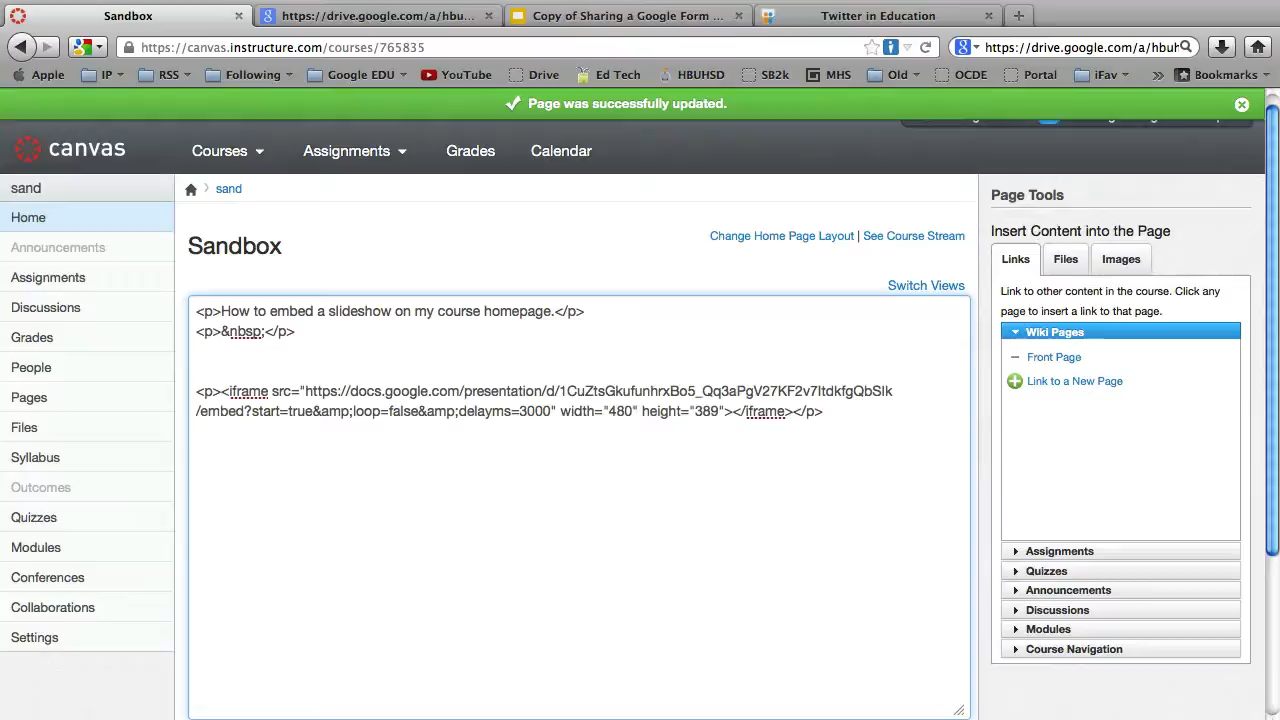 Sandbox
https://drive.google.com/a/hbu...
Copy of Sharing a Google Form ...
Twitter in Education
https://canvas.instructure.com/courses/765835
https://drive.google.com/a/hbuh
Apple
IP
RSS
Following
Google EDU
YouTube
Drive
Ed Tech
HBUHSD
SB2k
MHS
Old
OCDE
Portal
iFav
Bookmarks
Page was successfully updated.
canvas
Courses
Assignments
Grades
Calendar
sand
Home
Announcements
Assignments
Discussions
Grades
People
Pages
Files
Syllabus
Outcomes
Quizzes
Modules
Conferences
Collaborations
Settings
sand
Sandbox
Change Home Page Layout | See Course Stream
Switch Views
<p>How to embed a slideshow on my course homepage.</p>
<p>&nbsp;</p>
<p><iframe src="https://docs.google.com/presentation/d/1CuZtsGkufunhrxBo5_Qq3aPgV27KF2v7ItdkfgQbSIk
/embed?start=true&amp;loop=false&amp;delayms=3000" width="480" height="389"></iframe></p>
Page Tools
Insert Content into the Page
Links
Files
Images
Link to other content in the course. Click any
page to insert a link to that page.
Wiki Pages
Front Page
Link to a New Page
Assignments
Quizzes
Announcements
Discussions
Modules
Course Navigation